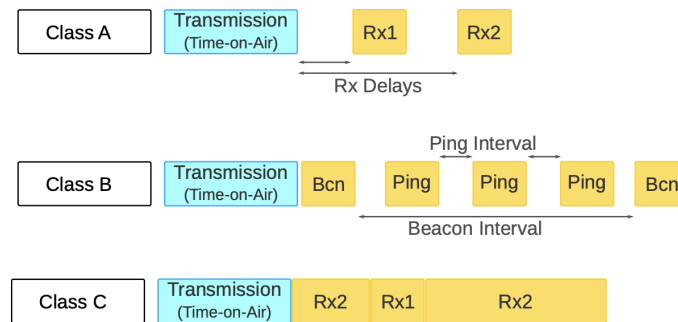 Class A
Transmission
(Time-on-Air)
Rx1
Rx2
Rx Delays
Ping Interval
Class B
Transmission
(Time-on-Air)
Bcn
Ping
Ping
Ping
Bcn
Beacon Interval
Class C
Transmission
(Time-on-Air)
Rx2
Rx1
Rx2